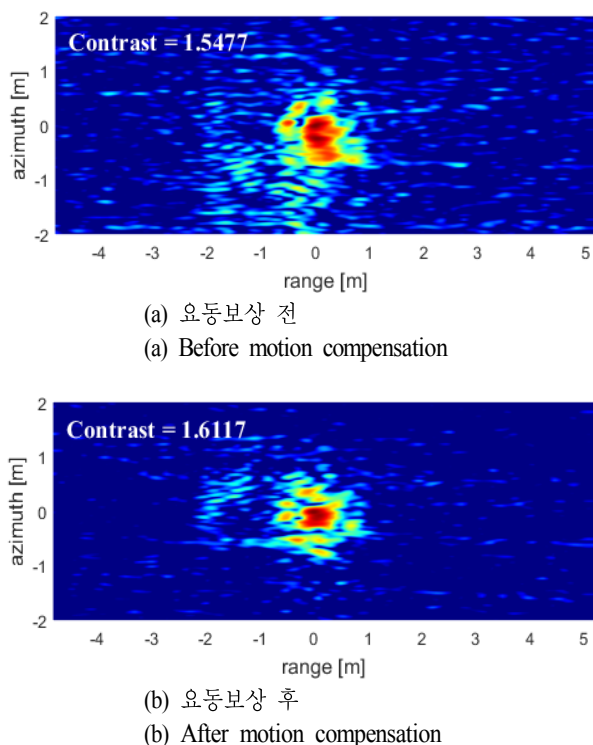 2
Contrast = 1.5477
1
0
-1
-2
azimuth [m]
-4 -3 -2 -1 0 1 2 3 4 5
range [m]
(a) 요동보상 전
(a) Before motion compensation
2
Contrast = 1.6117
1
0
-1
-2
azimuth [m]
-4 -3 -2 -1 0 1 2 3 4 5
range [m]
(b) 요동보상 후
(b) After motion compensation